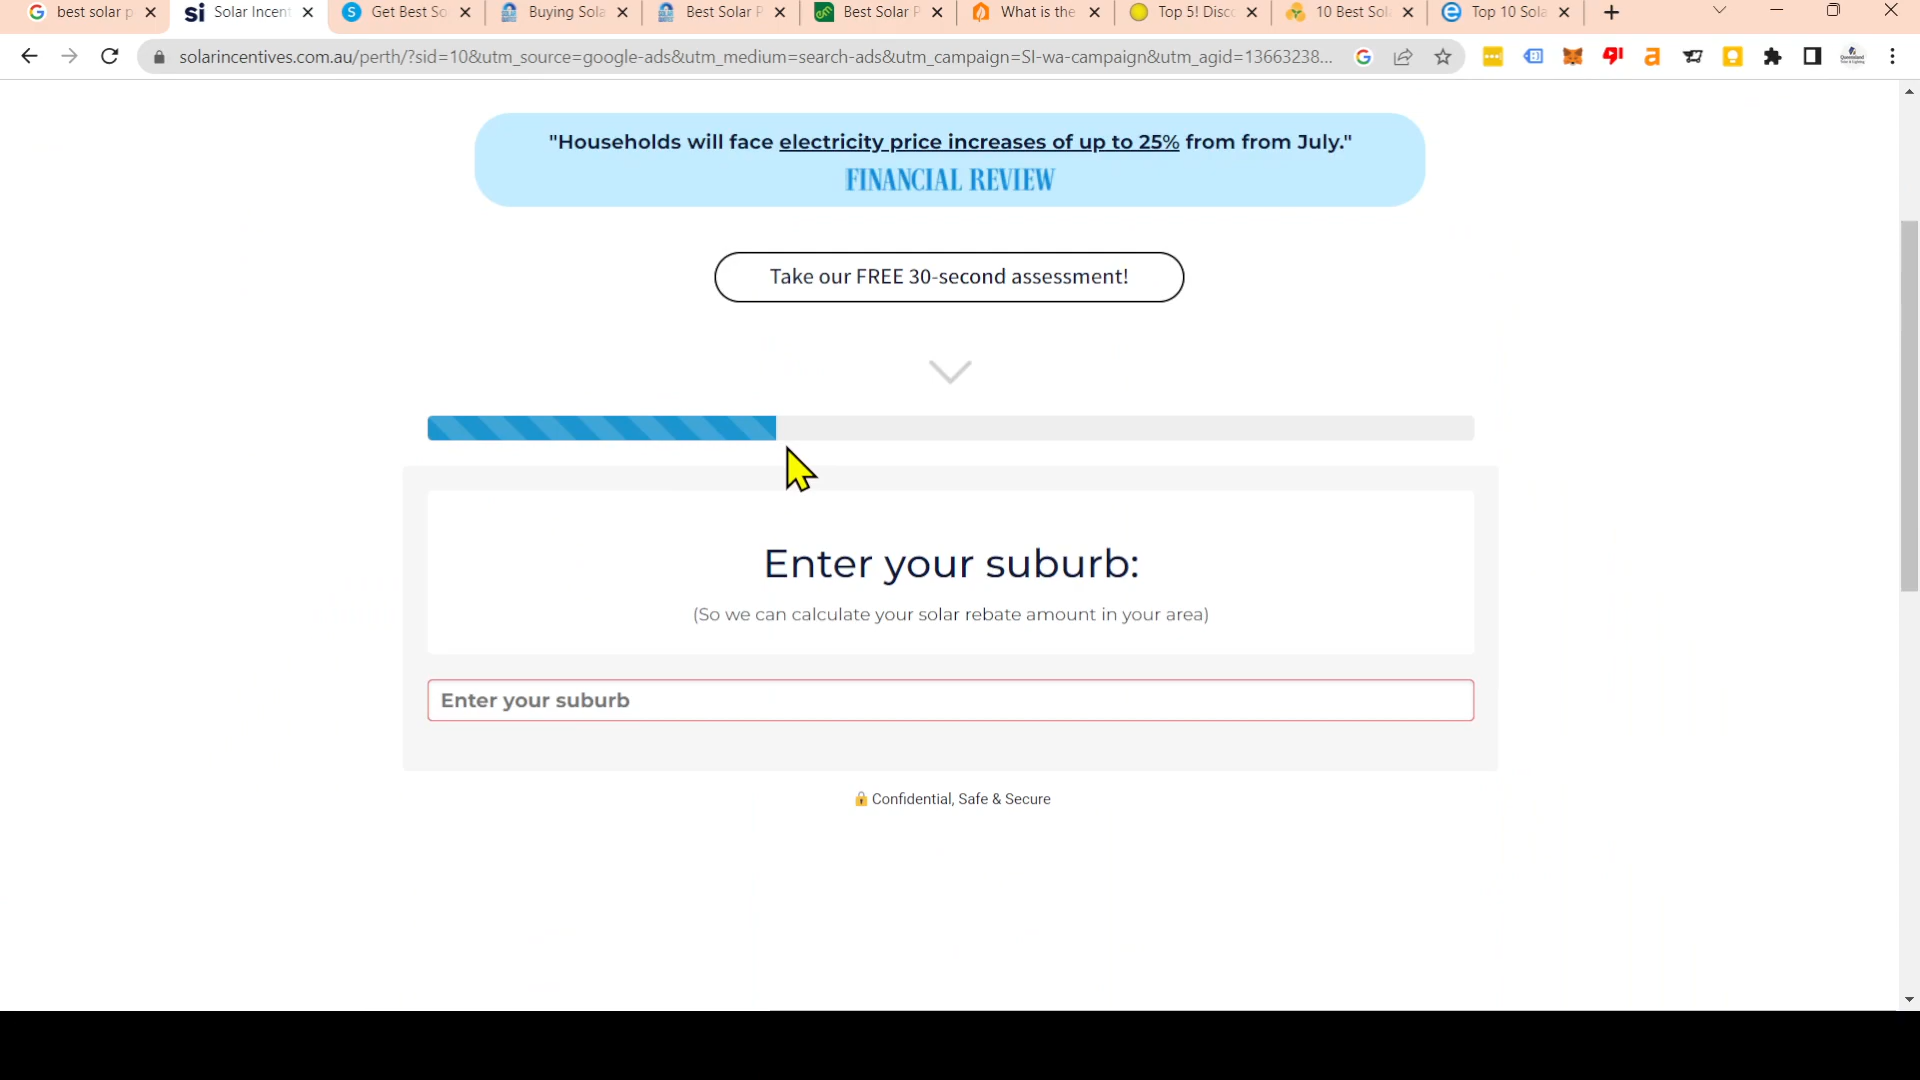 best solar p
si Solar Incent
Get Best So
Buying Sola
Best Solar P
Best Solar P
What is the
Top 5! Disc
10 Best Sol
Top 10 Sola
solarincentives.com.au/perth/?sid=10&utm_source=google-ads&utm_medium=search-ads&utm_campaign=SI-wa-campaign&utm_agid=13663238...
"Households will face electricity price increases of up to 25% from from July."
FINANCIAL REVIEW
Take our FREE 30-second assessment!
Enter your suburb:
(So we can calculate your solar rebate amount in your area)
Enter your suburb
Confidential, Safe & Secure